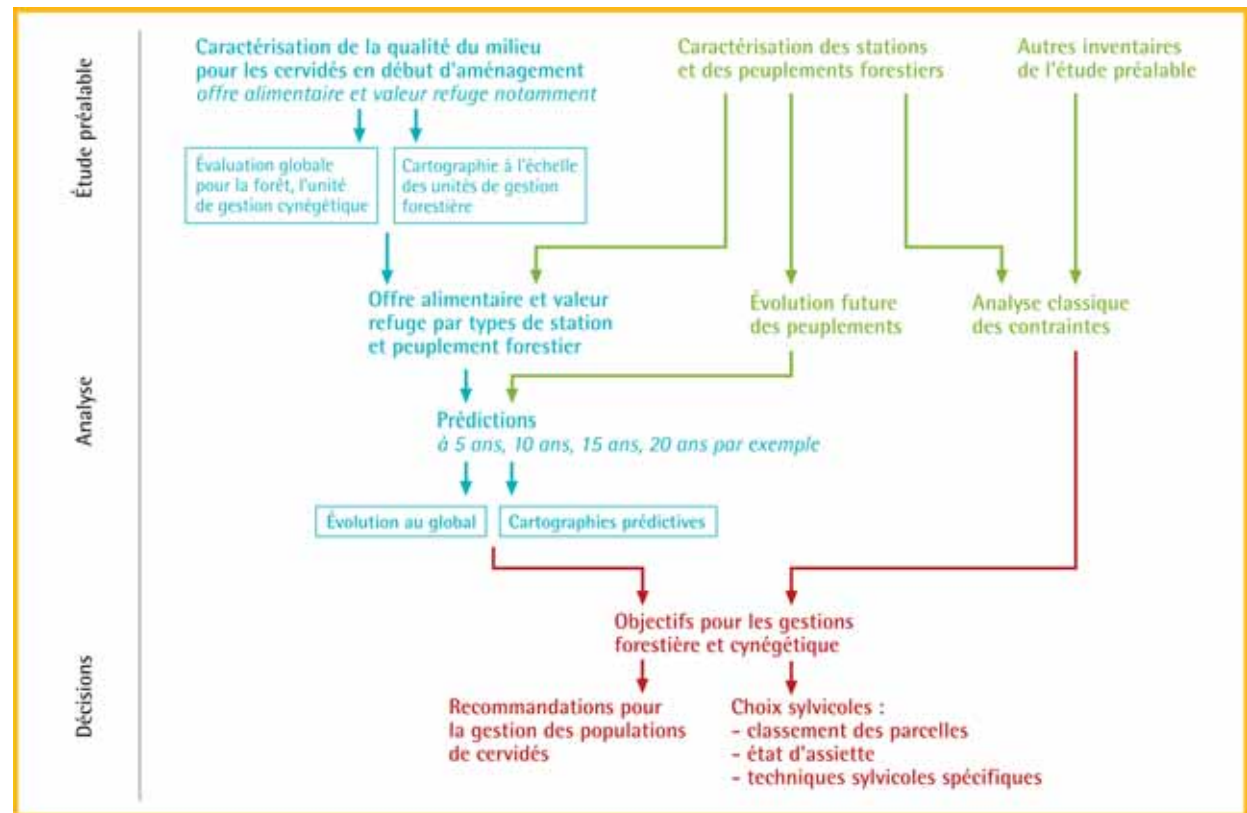 Étude préalable
Caractérisation de la qualité du milieu
pour les cervidés en début d'aménagement
offre alimentaire et valeur refuge notamment
Caractérisation des stations
et des peuplements forestiers
Autres inventaires
de l'étude préalable
Évaluation globale
pour la forêt, l'unité
de gestion cynégétique
Cartographie à l'échelle
des unités de gestion
forestière
Analyse
Offre alimentaire et valeur
refuge par types de station
et peuplement forestier
Évolution future
des peuplements
Analyse classique
des contraintes
Prédictions
à 5 ans, 10 ans, 15 ans, 20 ans par exemple
Évolution au global
Cartographies prédictives
Décisions
Objectifs pour les gestions
forestière et cynégétique
Recommandations pour
la gestion des populations
de cervidés
Choix sylvicoles :
- classement des parcelles
- état d'assiette
- techniques sylvicoles spécifiques